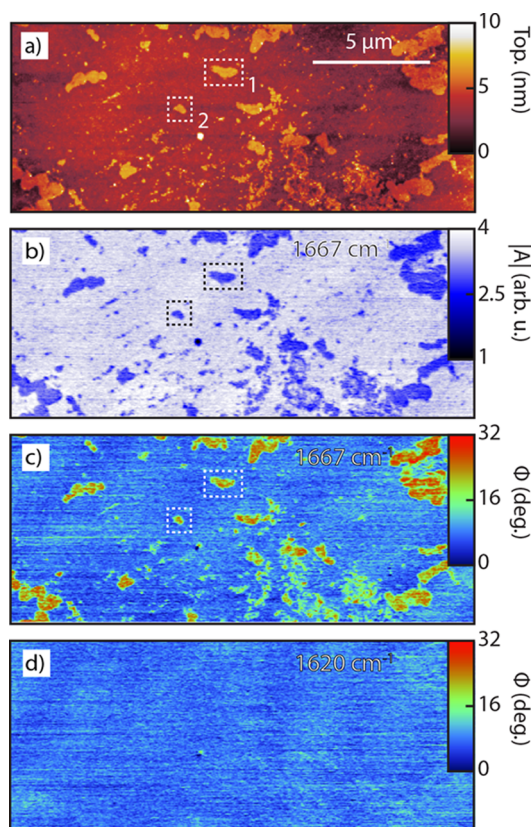 a)
1
2
5 µm
10
5
0
Top. (nm)
b)
1667 cm
4
2.5
1
|A|(arb. u.)
c)
1667 cm⁻¹
32
16
0
Φ (deg.)
d)
1620 cm⁻¹
32
16
0
Φ (deg.)